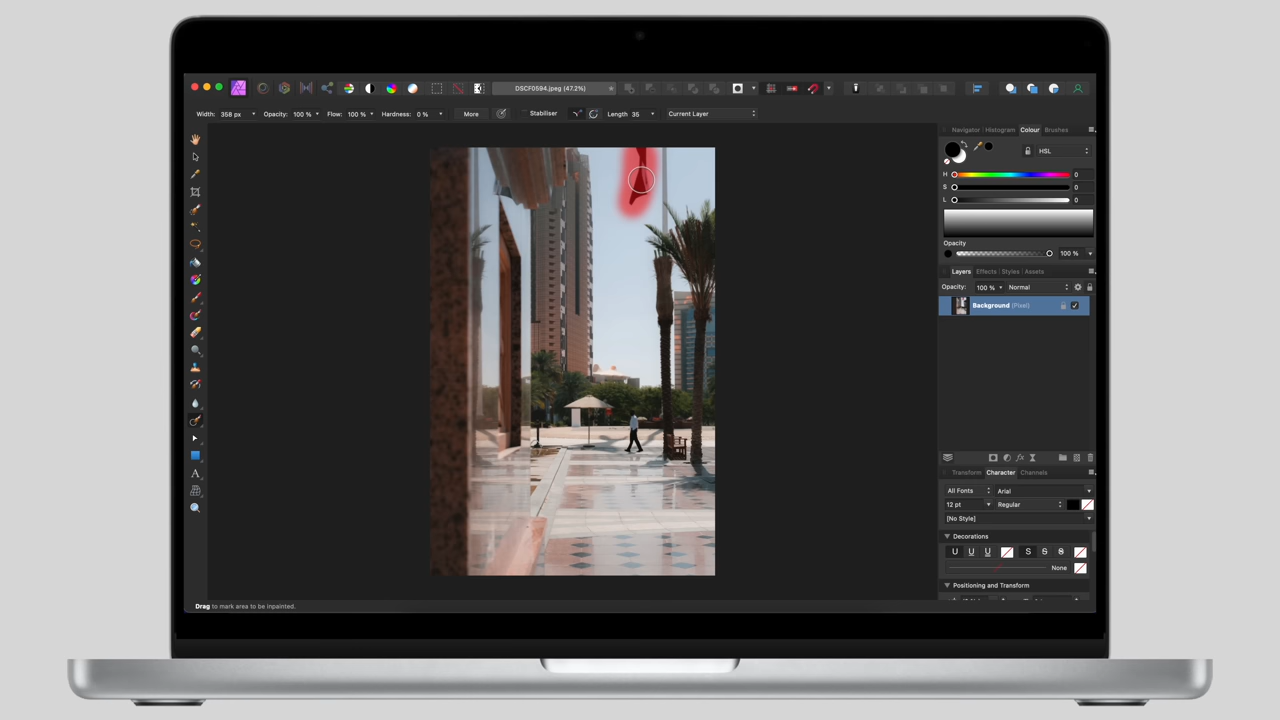 DSCF0594.jpeg (47.2%)
Width: 358 px Opacity: 100 % Flow: 100 % Hardness: 0 % More Stabiliser Length 35 Current Layer
Navigator Histogram Colour Brushes
HSL
H 0
S 0
L 0
Opacity
100 %
Layers Effects Styles Assets
Opacity: 100 % Normal
Background (Pixel)
Transform Character Channels
All Fonts Arial
12 pt Regular
[No Style]
Decorations
U U U S S S
None
Positioning and Transform
A
Drag to mark area to be inpainted.